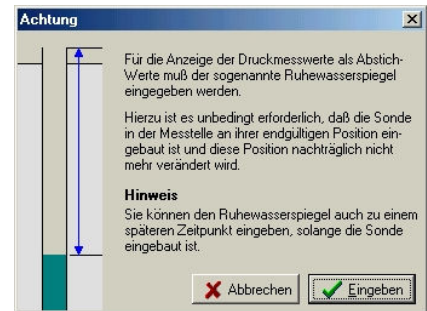 Achtung
Für die Anzeige der Druckmesswerte als Abstich-
Werte muß der sogenannte Ruhewasserspiegel
eingegeben werden.
Hierzu ist es unbedingt erforderlich, daß die Sonde
in der Messtelle an ihrer endgültigen Position ein-
gebaut ist und diese Position nachträglich nicht
mehr verändert wird.
Hinweis
Sie können den Ruhewasserspiegel auch zu einem
späteren Zeitpunkt eingeben, solange die Sonde
eingebaut ist.
Abbrechen
Eingeben